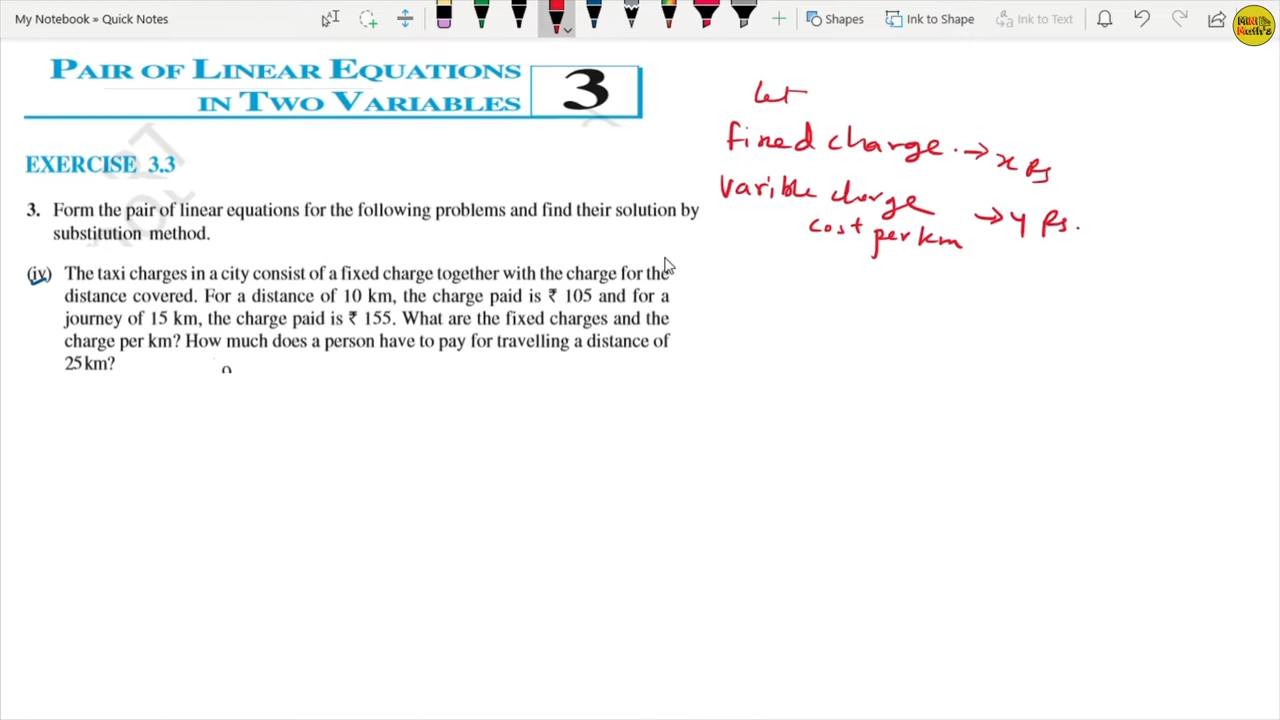 My Notebook » Quick Notes
Shapes
Ink to Shape
Ink to Text
MiNi Math's
PAIR OF LINEAR EQUATIONS
IN TWO VARIABLES
3
EXERCISE 3.3
3. Form the pair of linear equations for the following problems and find their solution by
substitution method.
(iv) The taxi charges in a city consist of a fixed charge together with the charge for the
distance covered. For a distance of 10 km, the charge paid is ₹ 105 and for a
journey of 15 km, the charge paid is ₹ 155. What are the fixed charges and the
charge per km? How much does a person have to pay for travelling a distance of
25 km?
Let
fixed charge. → x Rs
varible charge
cost per km → y Rs.